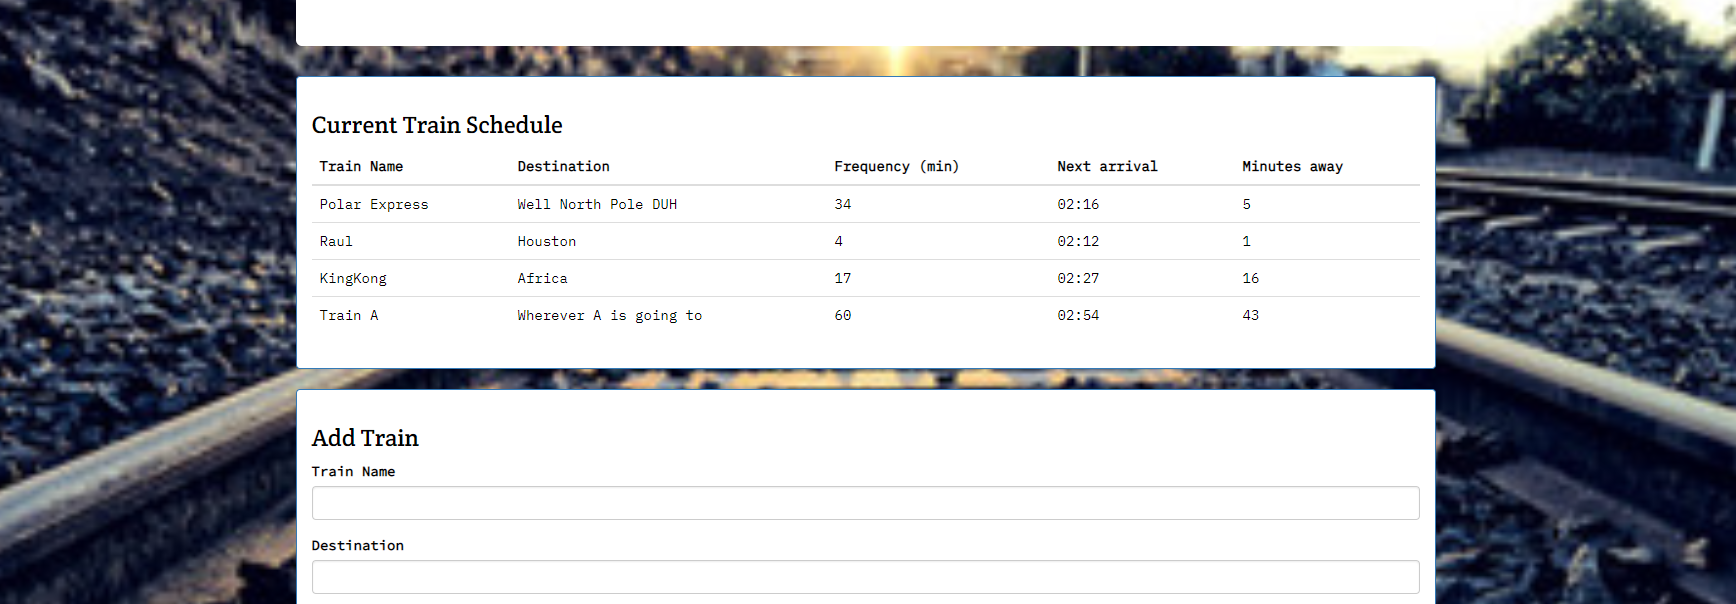 Current Train Schedule
Train Name Destination Frequency (min) Next arrival Minutes away
Polar Express Well North Pole DUH 34 02:16 5
Raul Houston 4 02:12 1
KingKong Africa 17 02:27 16
Train A Wherever A is going to 60 02:54 43
Add Train
Train Name
Destination